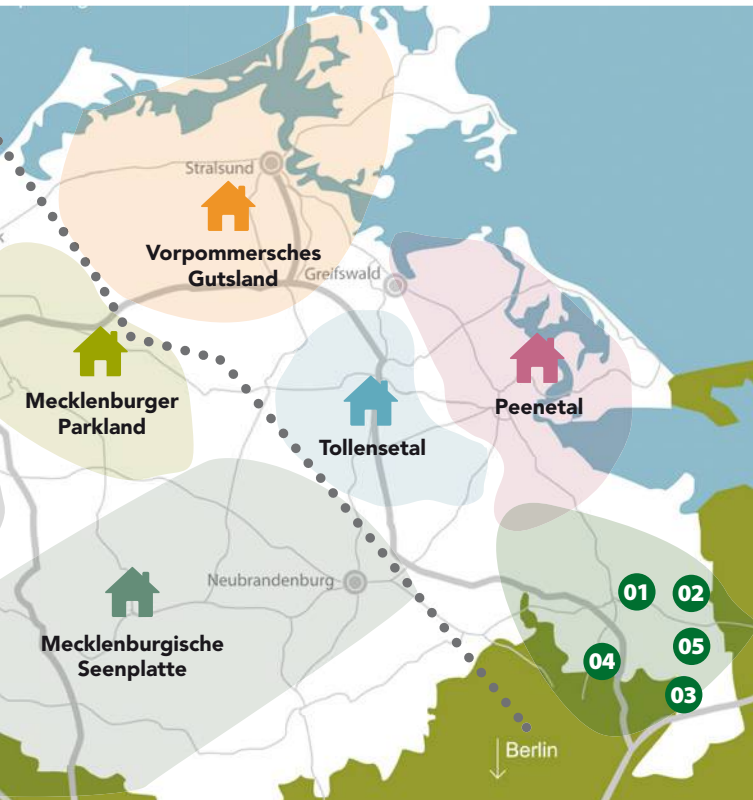 Stralsund
Vorpommersches
Gutsland
Greifswald
Mecklenburger
Parkland
Peenetal
Tollensetal
Neubrandenburg
01
02
Mecklenburgische
Seenplatte
05
04
03
Berlin